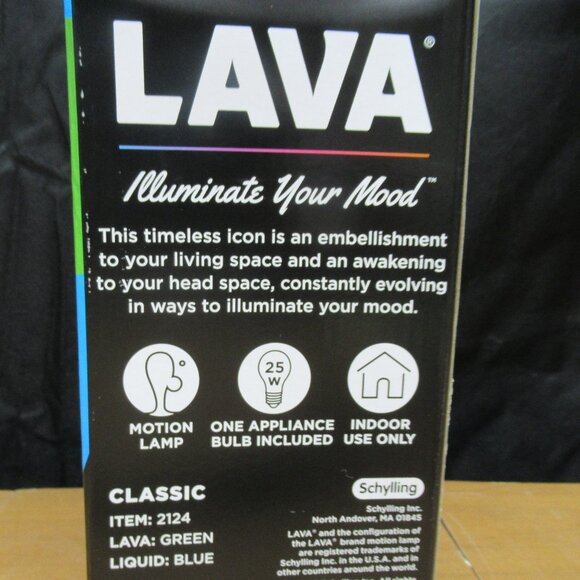 LAVA®
Illuminate Your Mood™
This timeless icon is an embellishment
to your living space and an awakening
to your head space, constantly evolving
in ways to illuminate your mood.
25
W
MOTION
LAMP
ONE APPLIANCE
BULB INCLUDED
INDOOR
USE ONLY
CLASSIC
ITEM: 2124
LAVA: GREEN
LIQUID: BLUE
Schylling
Schylling Inc.
North Andover, MA 01845
LAVA® and the configuration of
the LAVA® brand motion lamp
are registered trademarks of
Schylling Inc. in the U.S.A. and in
other countries around the world.